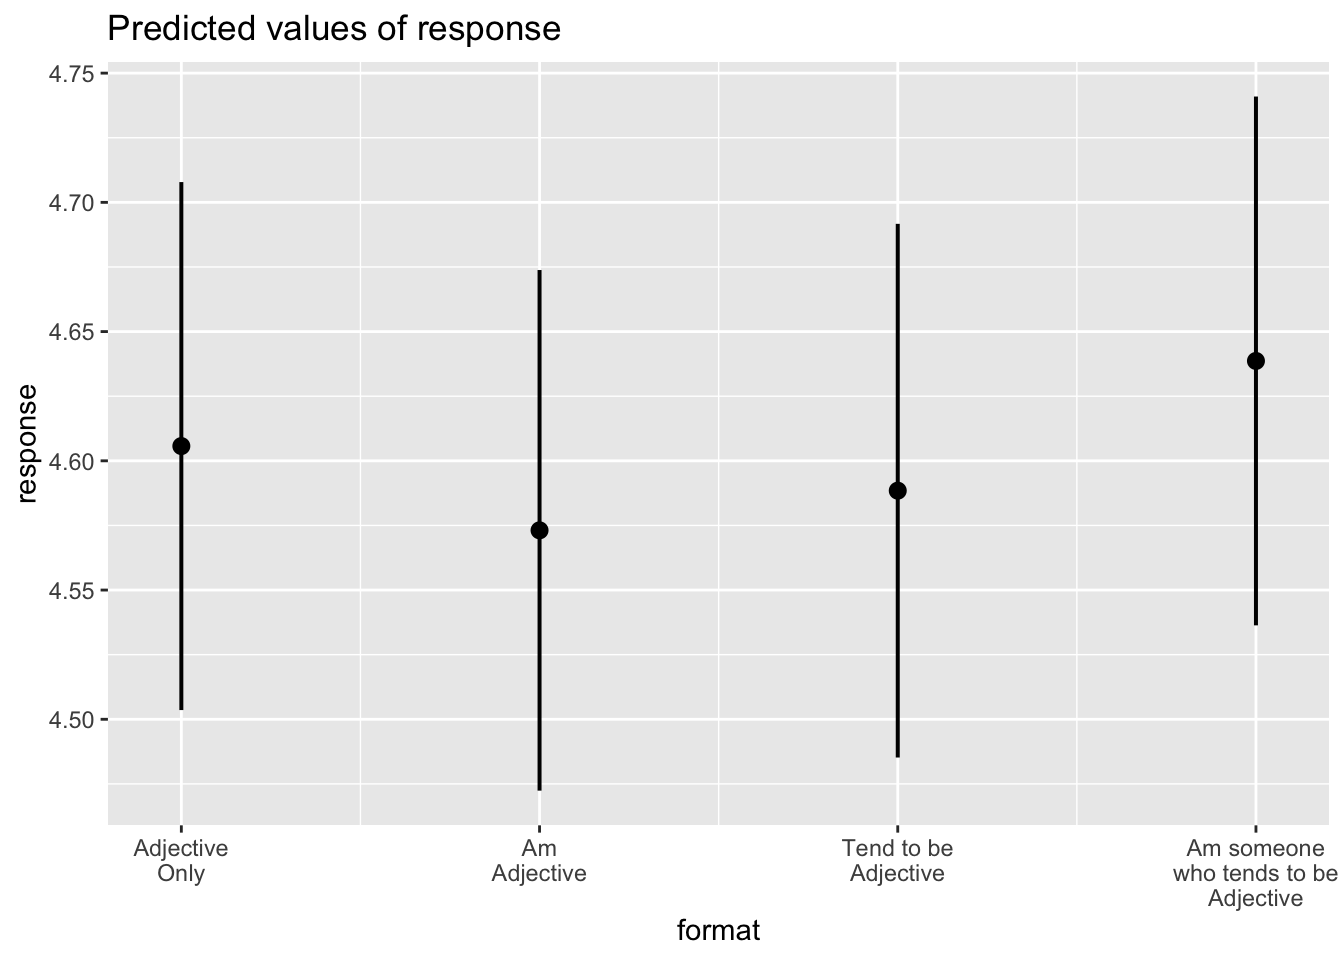 Predicted values of response
4.75
4.70
4.65
4.60
4.55
4.50
response
Adjective
Only
Am
Adjective
Tend to be
Adjective
Am someone
who tends to be
Adjective
format